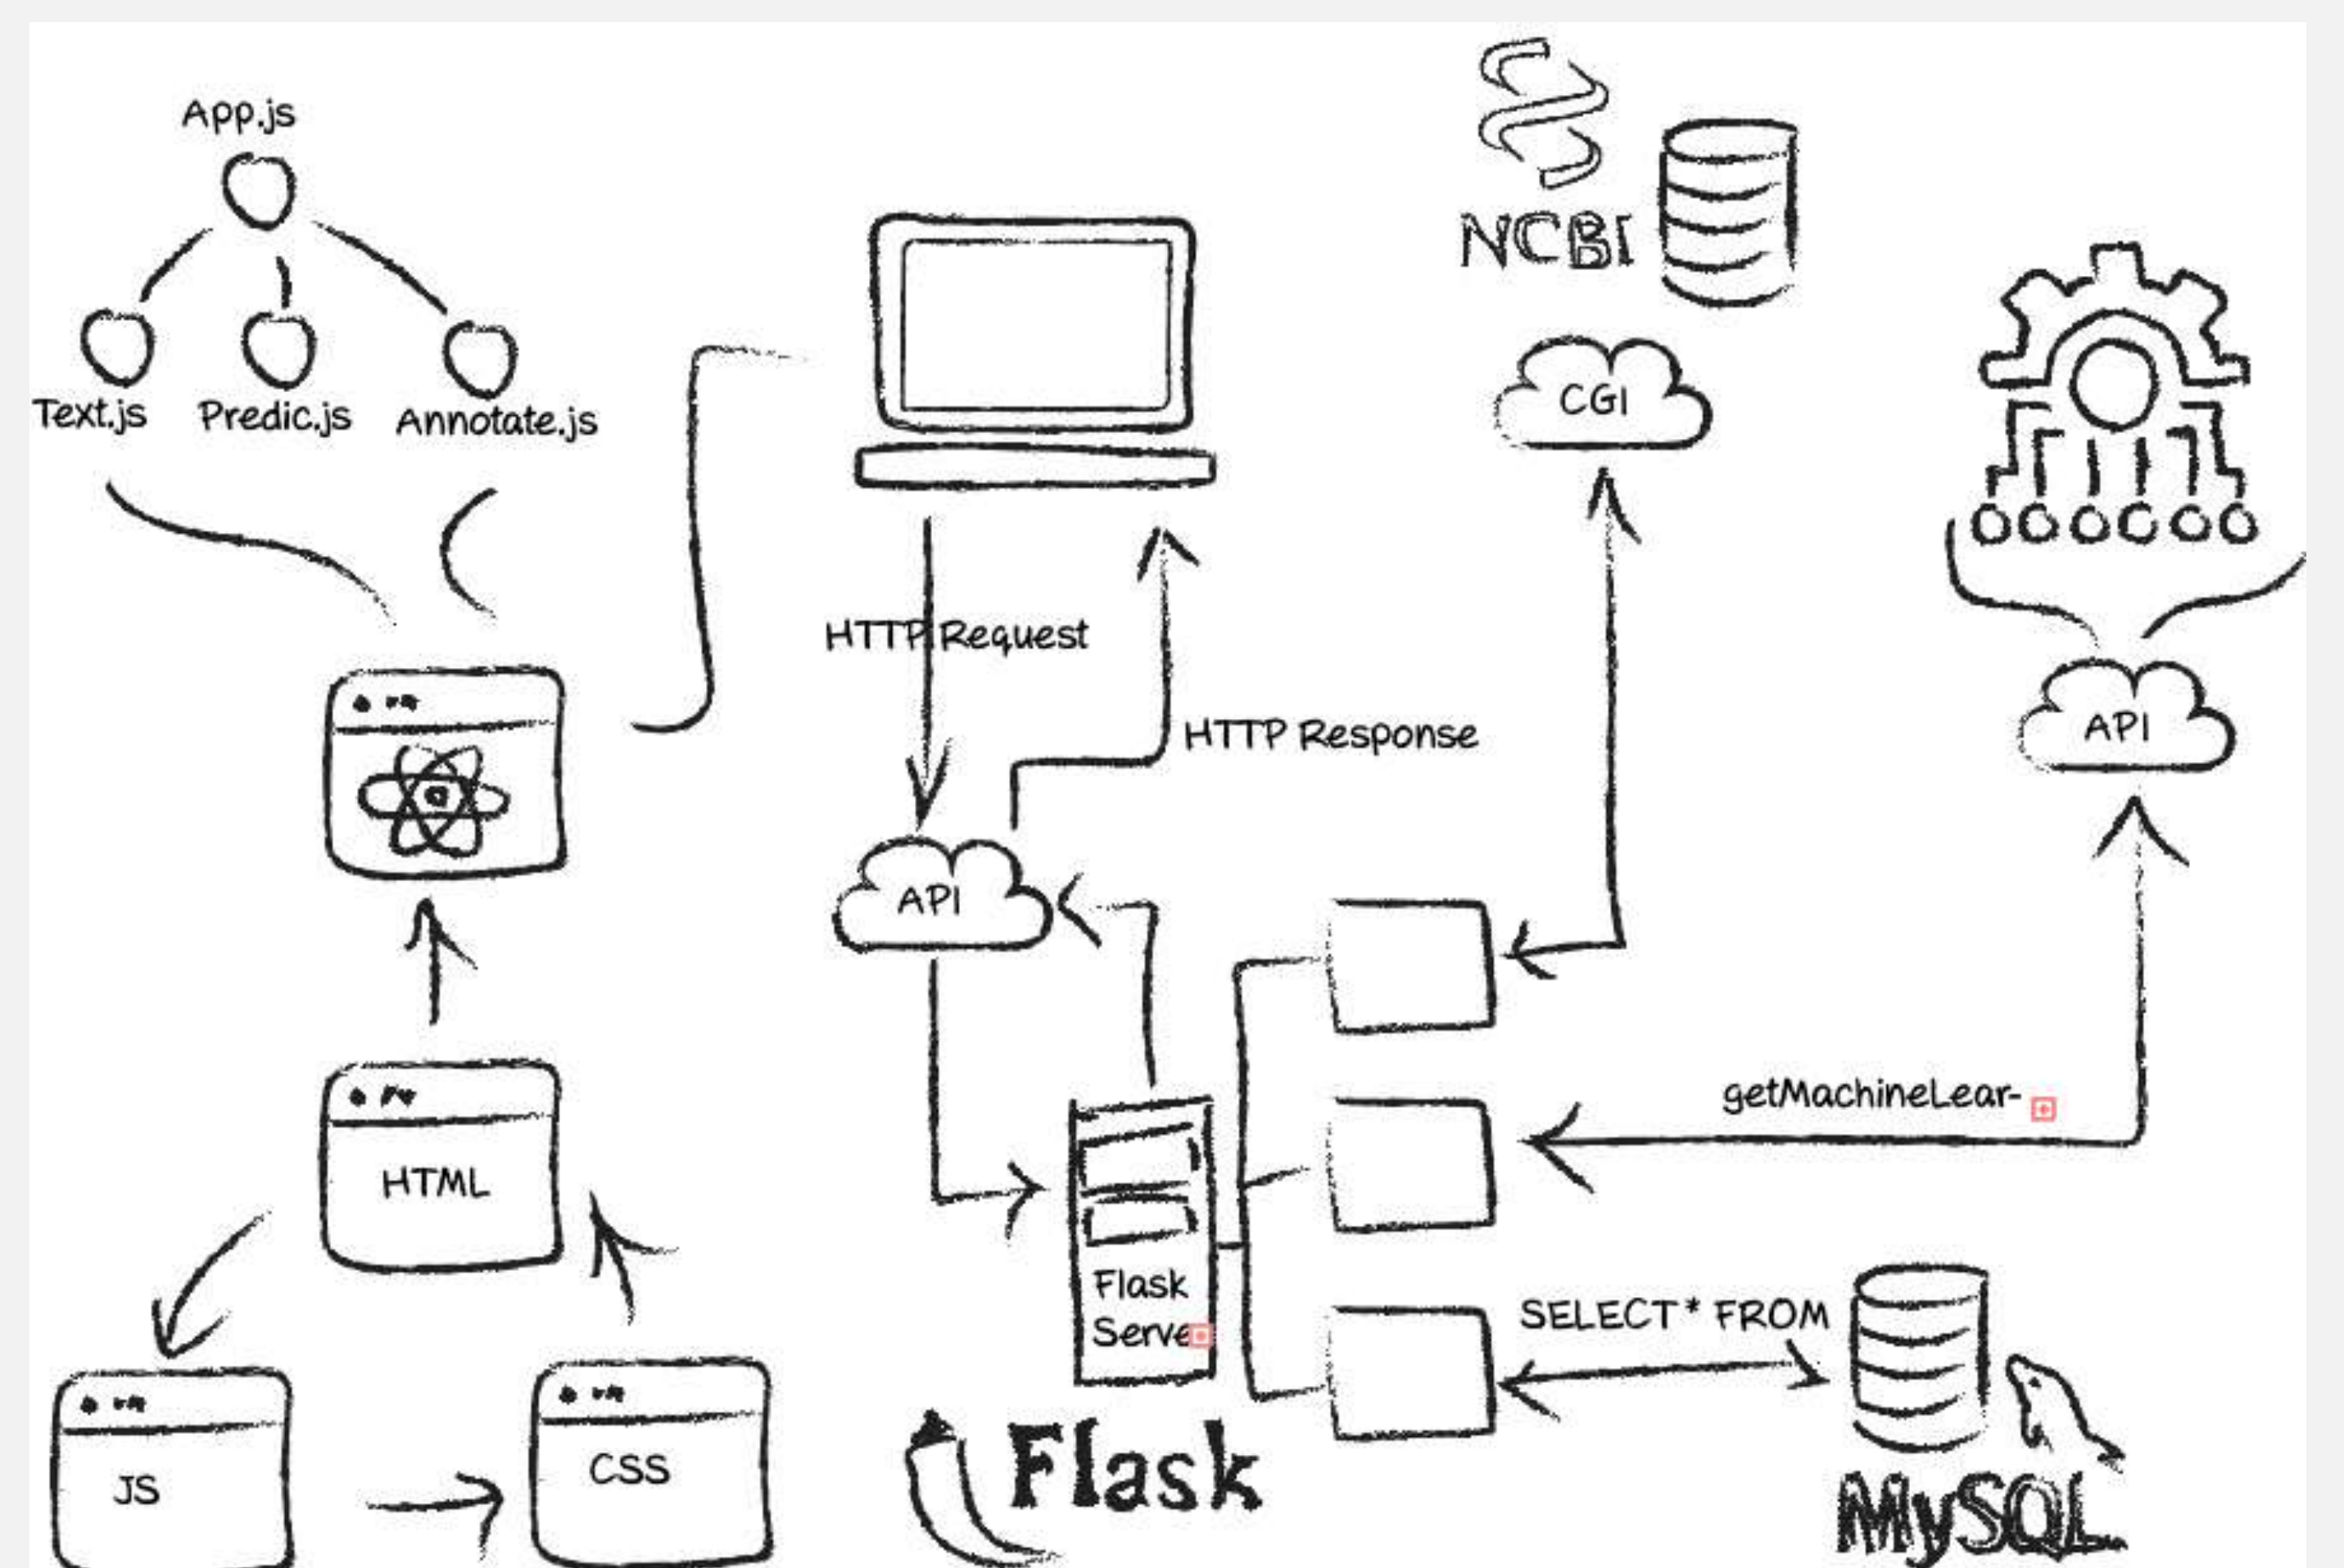 App.js
Text.js
Predic.js
Annotate.js
NCBI
CGI
HTTP Request
HTTP Response
API
API
HTML
getMachineLear-
Flask
Serve
SELECT * FROM
JS
CSS
Flask
MySQL